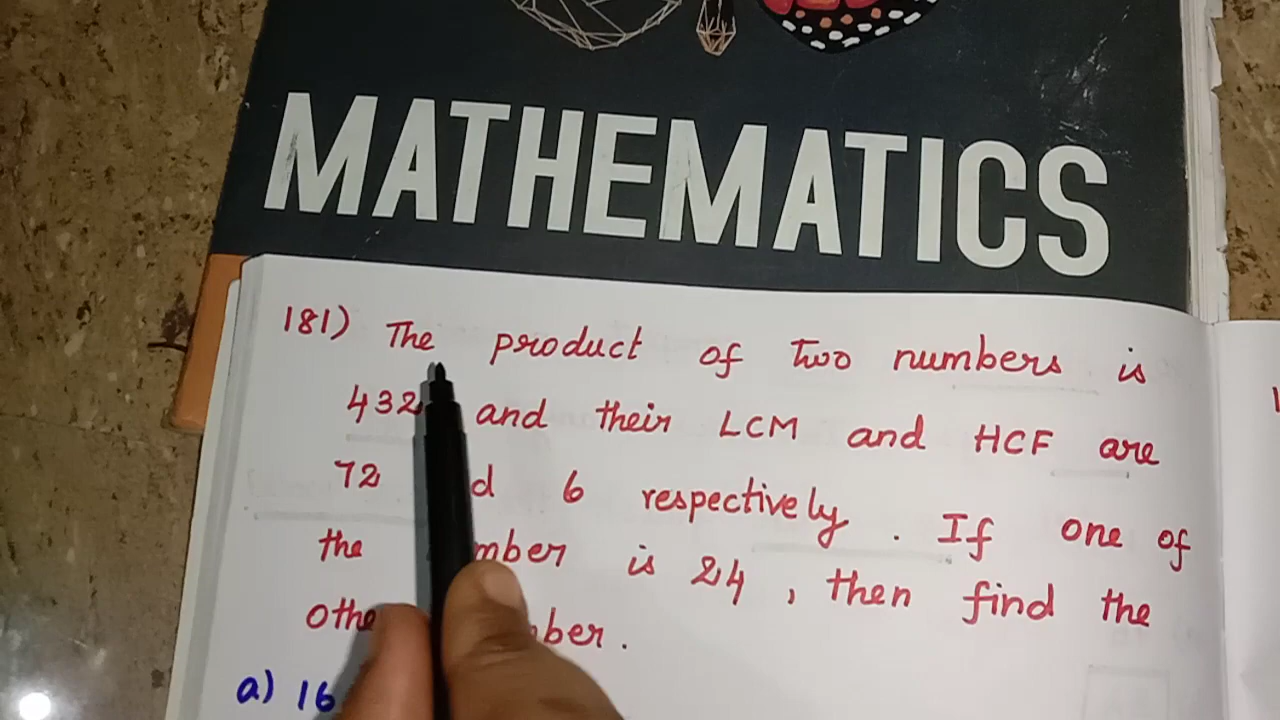 MATHEMATICS
181) The product of two numbers is
432 and their LCM and HCF are
72 d 6 respectively. If one of
the mber is 24, then find the
othe ber.
a) 16
1